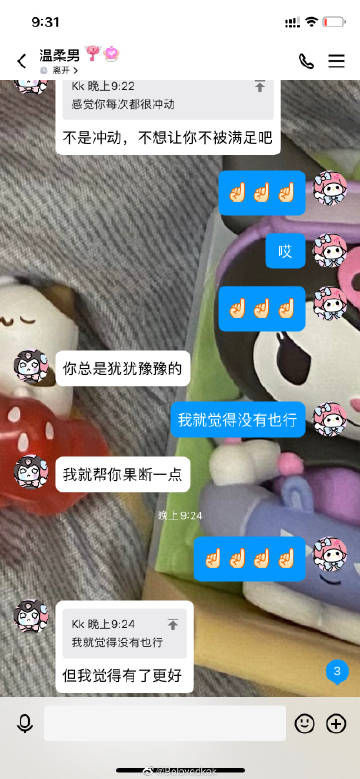 9:31
温柔男
离开
Kk 晚上9:22
感觉你每次都很冲动
不是冲动，不想让你不被满足吧
哎
你总是犹犹豫豫的
我就觉得没有也行
我就帮你果断一点
晚上9:24
Kk 晚上9:24
我就觉得没有也行
但我觉得有了更好
3
@Belovedkek